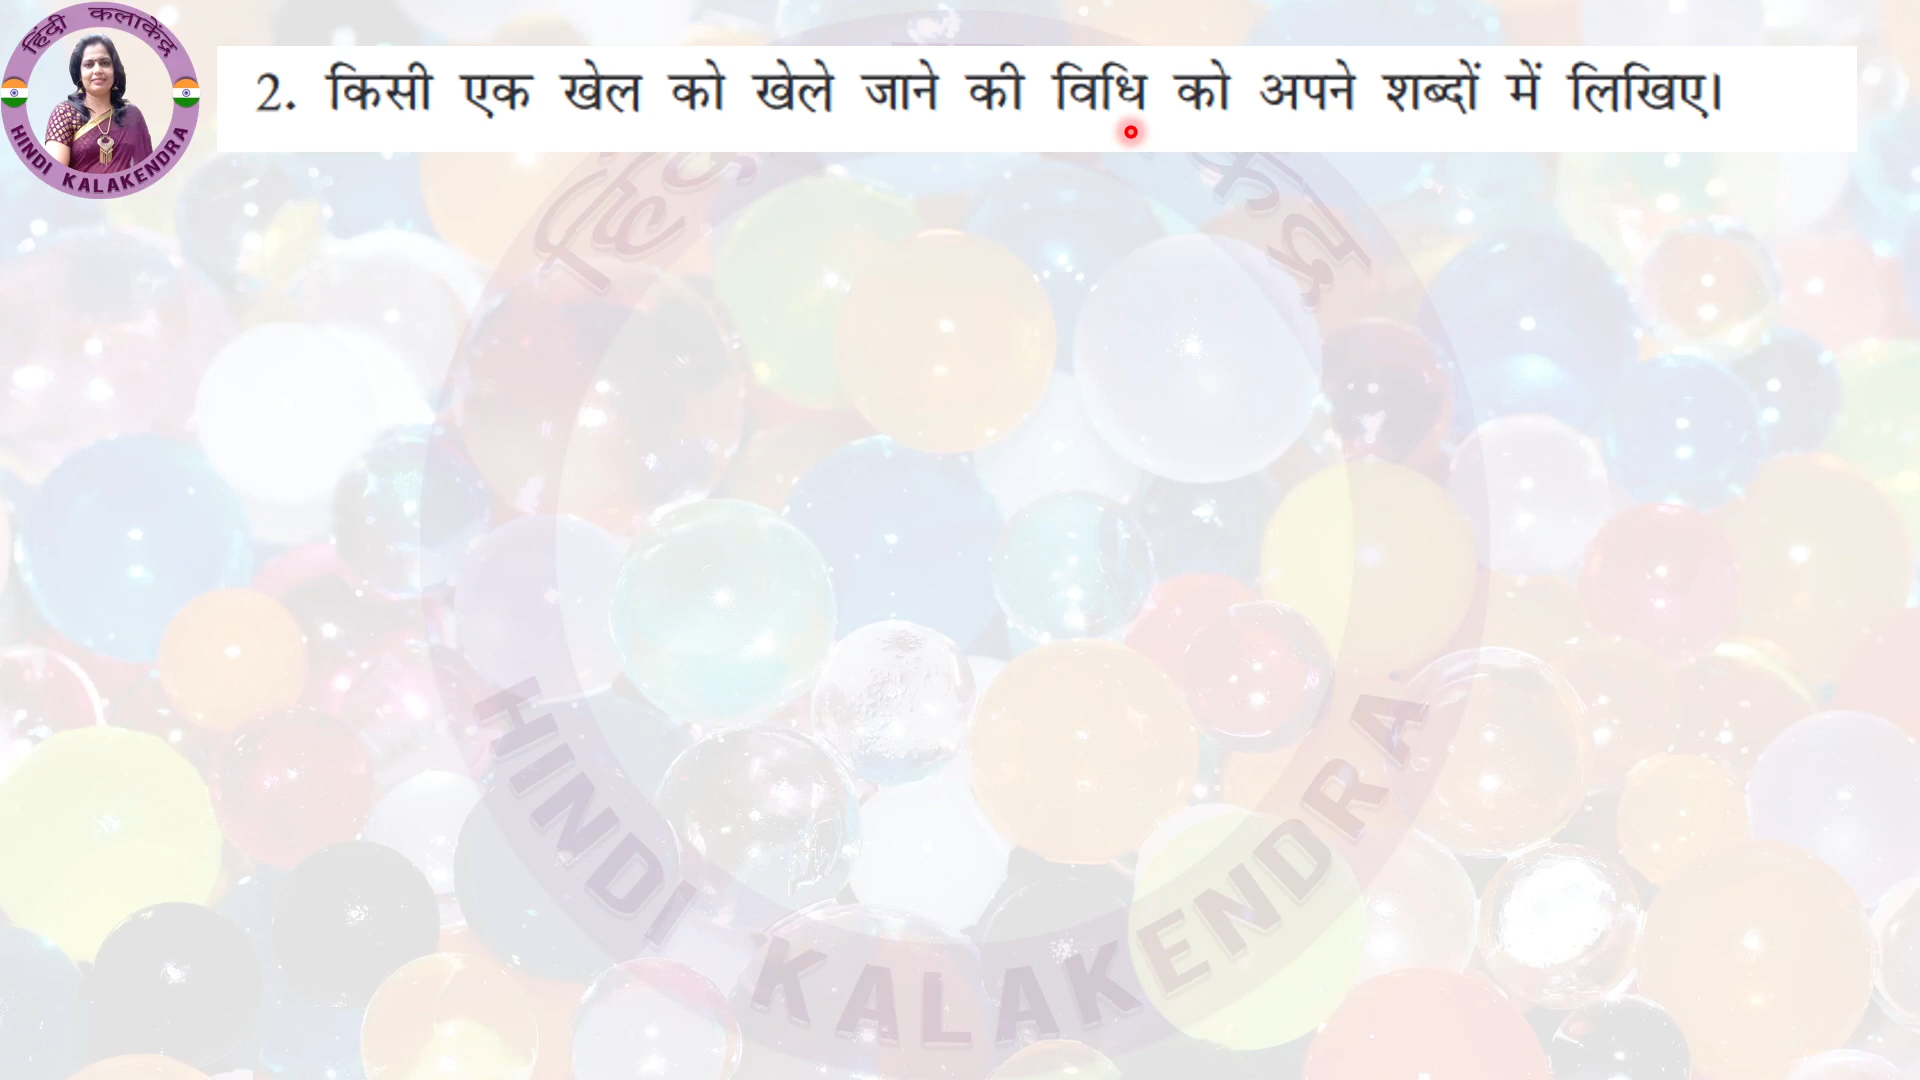 हिंदी कलाकेंद्र
HINDI KALAKENDRA
2. किसी एक खेल को खेले जाने की विधि को अपने शब्दों में लिखिए।
HINDI KALAKENDRA